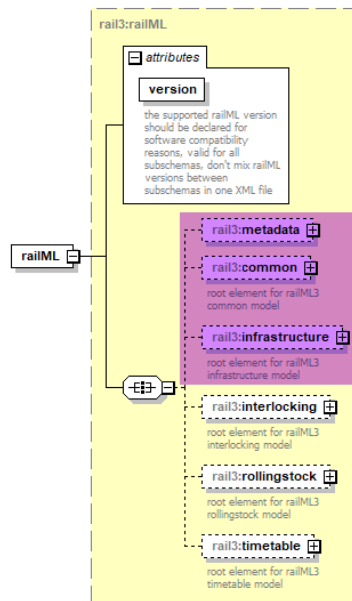 rail3:railML
attributes
version
the supported railML version
should be declared for
software compatibility
reasons, valid for all
subschemas, don't mix railML
versions between
subschemas in one XML file
railML
rail3:metadata
rail3:common
root element for railML3
common model
rail3:infrastructure
root element for railML3
infrastructure model
rail3:interlocking
root element for railML3
interlocking model
rail3:rollingstock
root element for railML3
rollingstock model
rail3:timetable
root element for railML3
timetable model